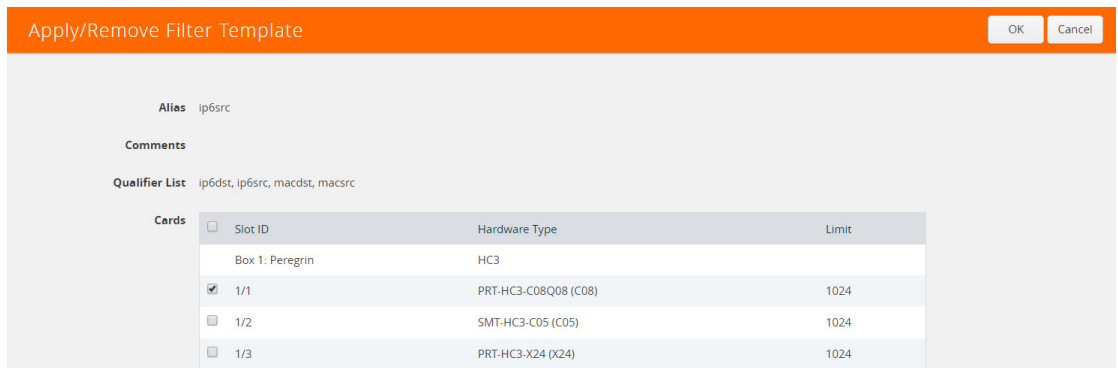 Apply/Remove Filter Template OK Cancel
Alias ip6src
Comments
Qualifier List ip6dst, ip6src, macdst, macsrc
Cards Slot ID Hardware Type Limit
Box 1: Peregrin HC3
1/1 PRT-HC3-C08Q08 (C08) 1024
1/2 SMT-HC3-C05 (C05) 1024
1/3 PRT-HC3-X24 (X24) 1024